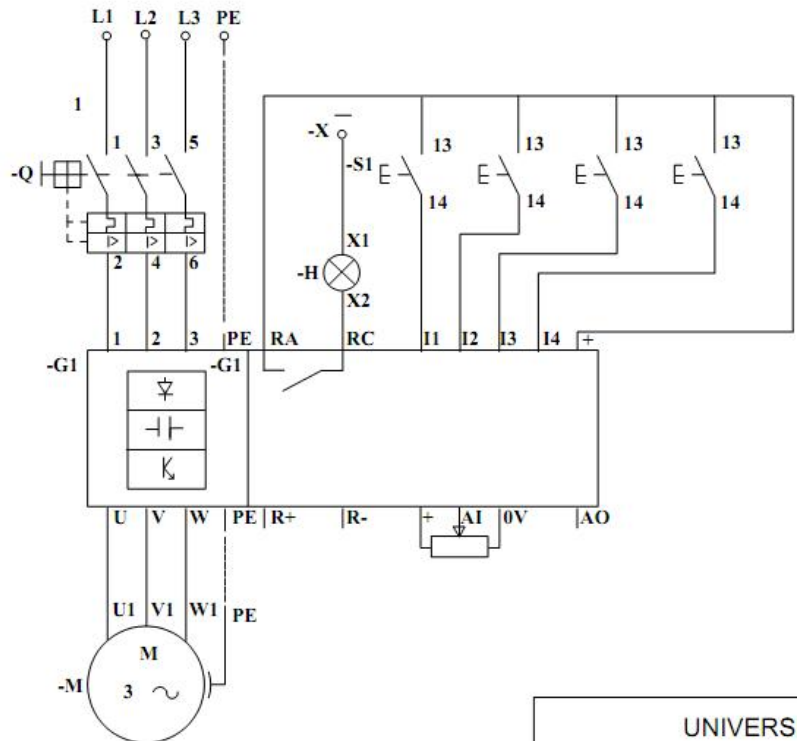 L1 L2 L3 PE
1
-X
1 3 5
-S1 13 13 13 13
-Q
14 14 14 14
X1
-H
2 4 6
X2
1 2 3 PE RA RC I1 I2 I3 I4 +
-G1 -G1
U V W PE R+ R- + AI 0V AO
U1 V1 W1 PE
M
-M 3
UNIVERS